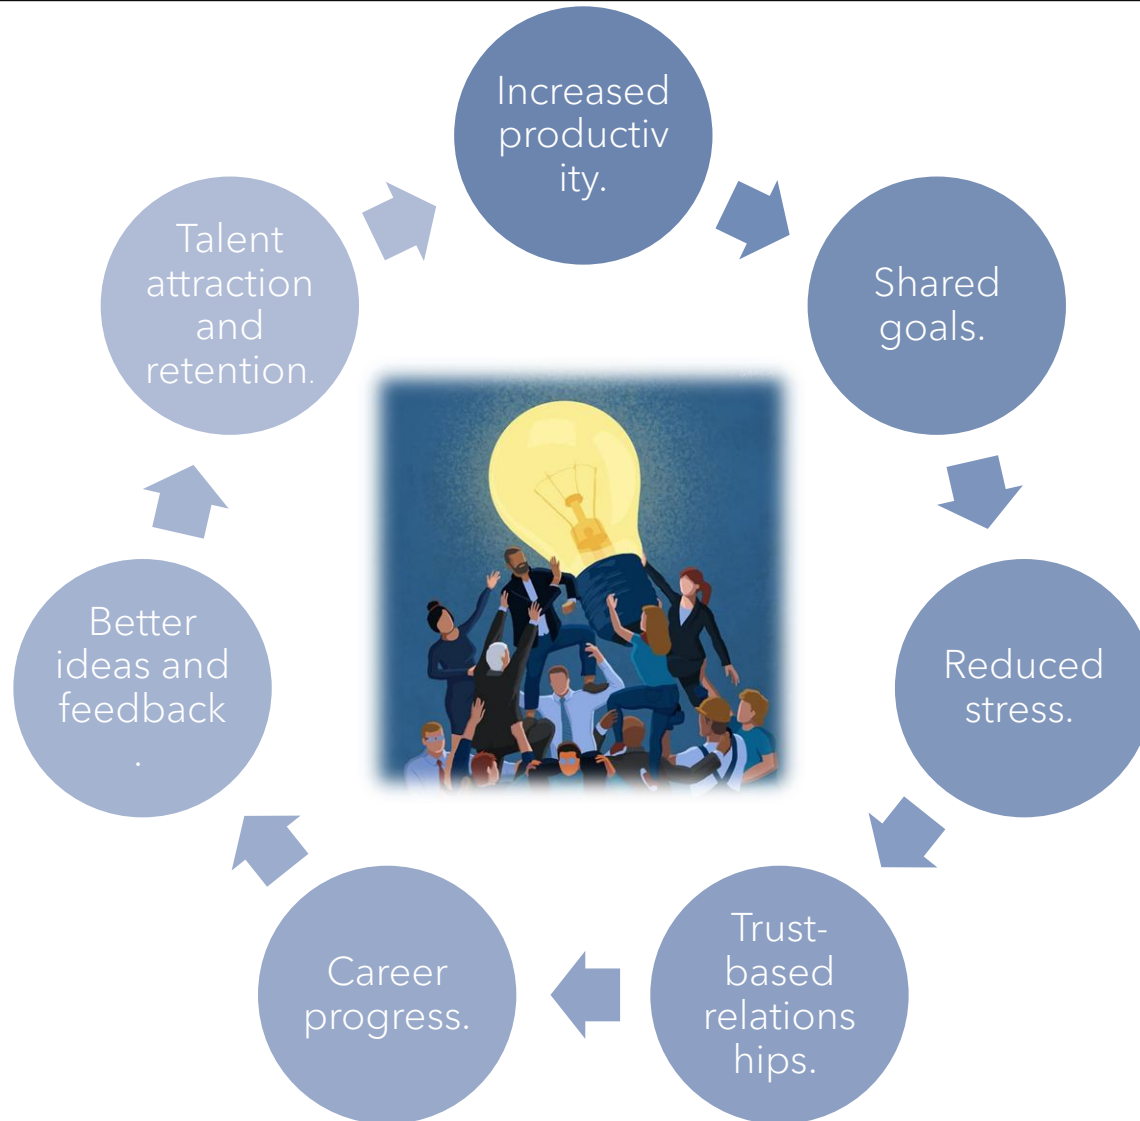 Increased
productiv
ity.
Shared
goals.
Reduced
stress.
Trust-
based
relations
hips.
Career
progress.
Better
ideas and
feedback
.
Talent
attraction
and
retention.